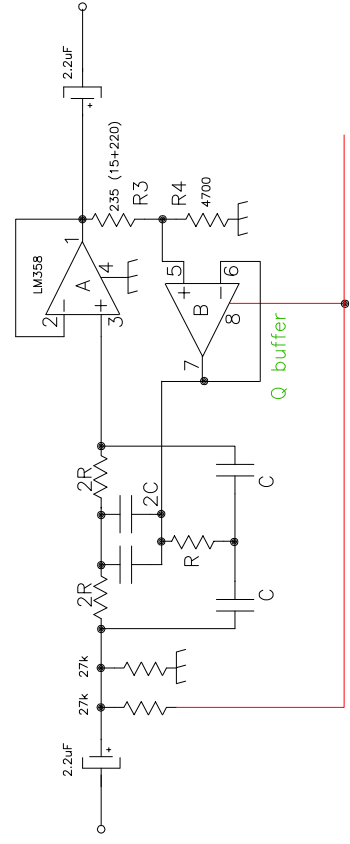 2.2uF
+
27k
27k
2R
2R
R
2C
C
C
2
3
1
4
A
LM358
235 (15+220)
R3
R4
4700
5
6
7
8
B
+
Q buffer
2.2uF
+